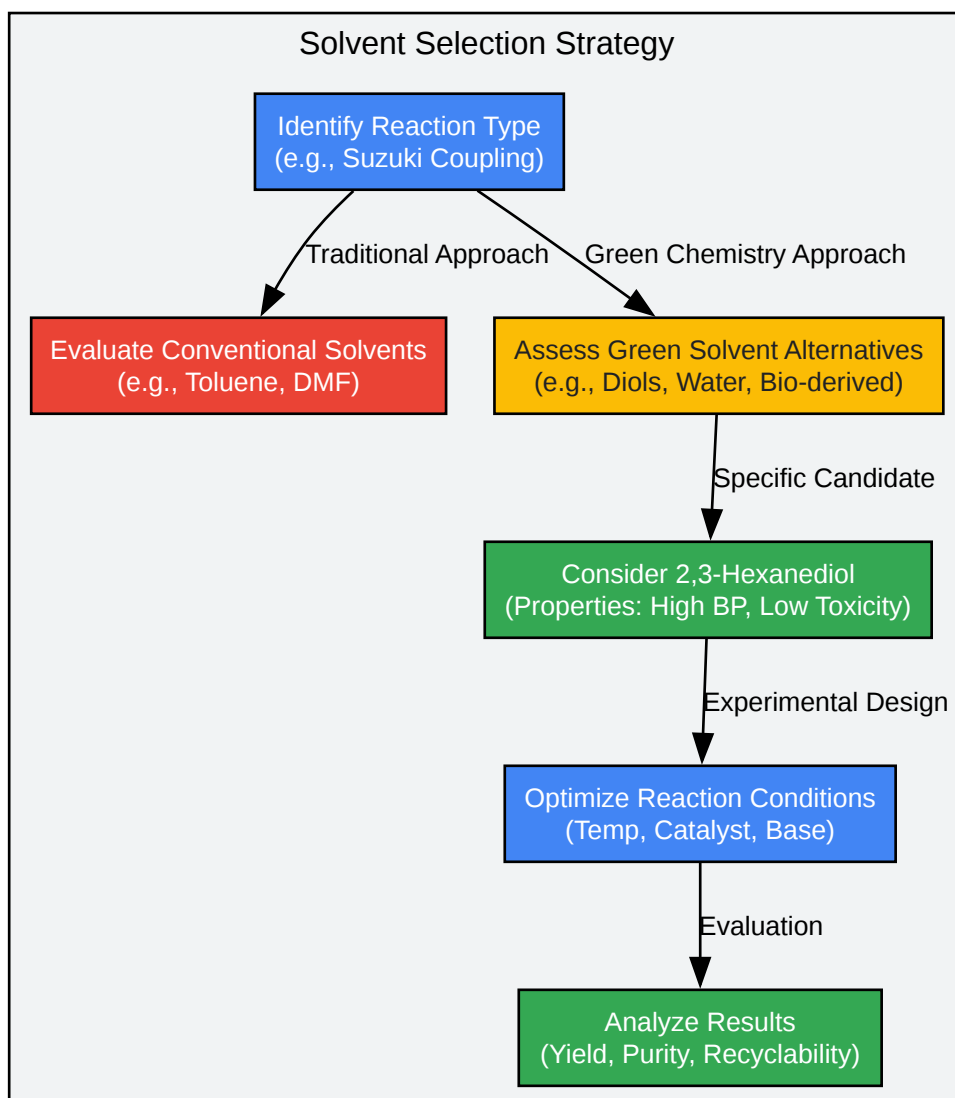 Solvent Selection Strategy
Identify Reaction Type
(e.g., Suzuki Coupling)
Traditional Approach
Green Chemistry Approach
Evaluate Conventional Solvents
(e.g., Toluene, DMF)
Assess Green Solvent Alternatives
(e.g., Diols, Water, Bio-derived)
Specific Candidate
Consider 2,3-Hexanediol
(Properties: High BP, Low Toxicity)
Experimental Design
Optimize Reaction Conditions
(Temp, Catalyst, Base)
Evaluation
Analyze Results
(Yield, Purity, Recyclability)